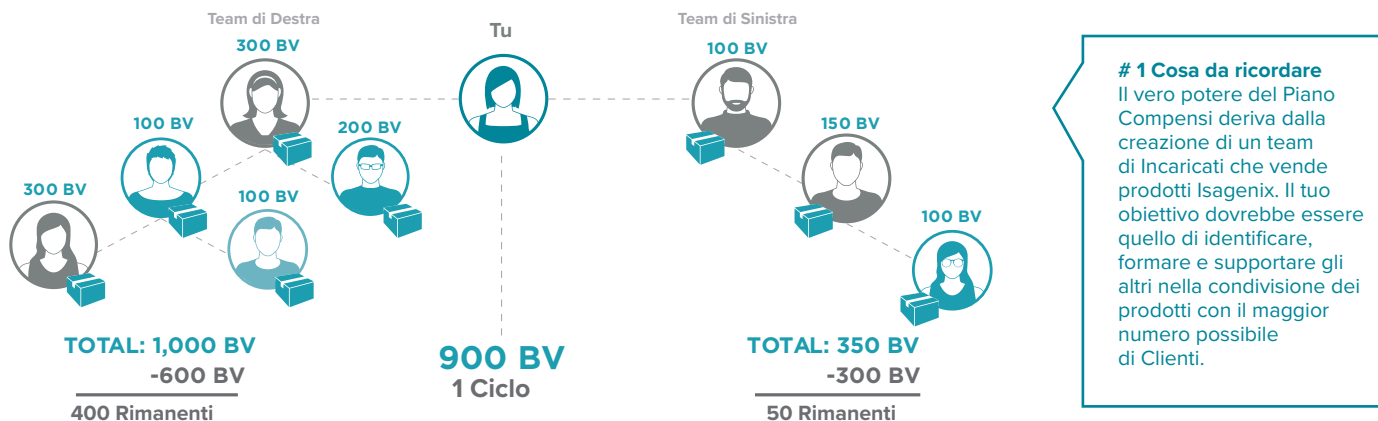 Team di Destra
300 BV
100 BV
200 BV
300 BV
100 BV
TOTAL: 1,000 BV
-600 BV
400 Rimanenti
Tu
900 BV
1 Ciclo
Team di Sinistra
100 BV
150 BV
100 BV
TOTAL: 350 BV
-300 BV
50 Rimanenti
# 1 Cosa da ricordare
Il vero potere del Piano
Compensi deriva dalla
creazione di un team
di Incaricati che vende
prodotti Isagenix. Il tuo
obiettivo dovrebbe essere
quello di identificare,
formare e supportare gli
altri nella condivisione dei
prodotti con il maggior
numero possibile
di Clienti.